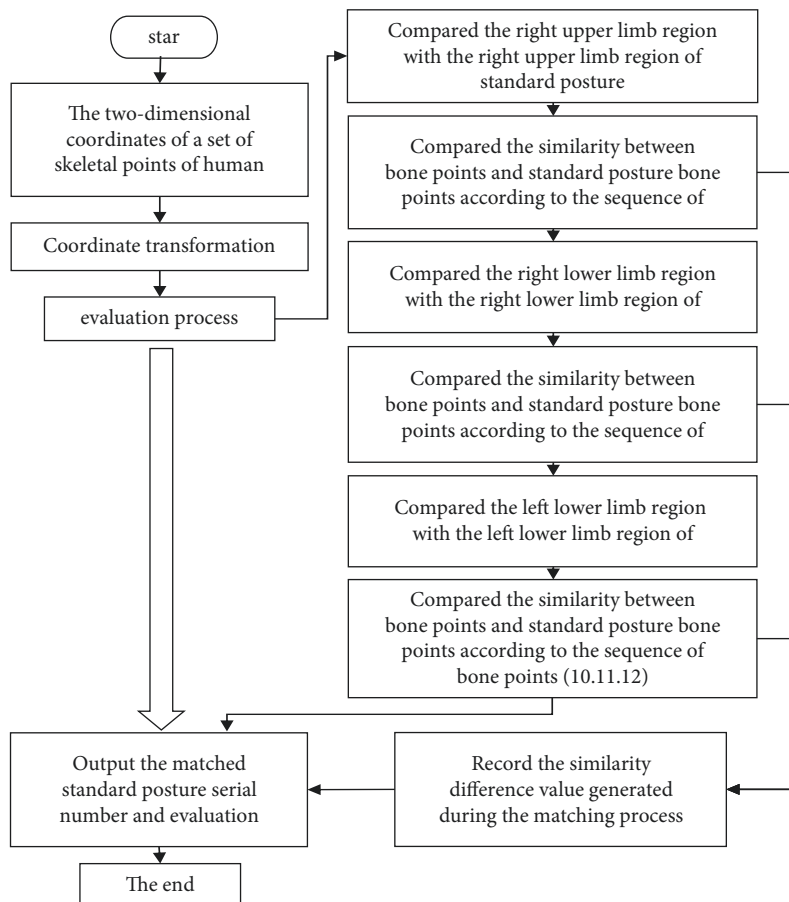 star
The two-dimensional
coordinates of a set of
skeletal points of human
Coordinate transformation
evaluation process
Compared the right upper limb region
with the right upper limb region of
standard posture
Compared the similarity between
bone points and standard posture bone
points according to the sequence of
Compared the right lower limb region
with the right lower limb region of
Compared the similarity between
bone points and standard posture bone
points according to the sequence of
Compared the left lower limb region
with the left lower limb region of
Compared the similarity between
bone points and standard posture bone
points according to the sequence of
bone points (10.11.12)
Record the similarity
difference value generated
during the matching process
Output the matched
standard posture serial
number and evaluation
The end